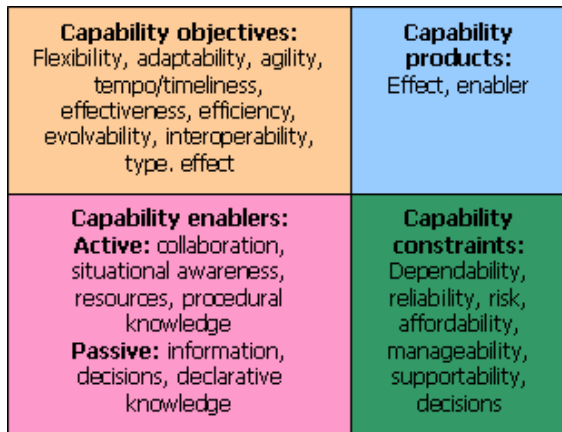 Capability objectives:
Flexibility, adaptability, agility,
tempo/timeliness,
effectiveness, efficiency,
evolvability, interoperability,
type. effect
Capability
products:
Effect, enabler
Capability enablers:
Active: collaboration,
situational awareness,
resources, procedural
knowledge
Passive: information,
decisions, declarative
knowledge
Capability
constraints:
Dependability,
reliability, risk,
affordability,
manageability,
supportability,
decisions